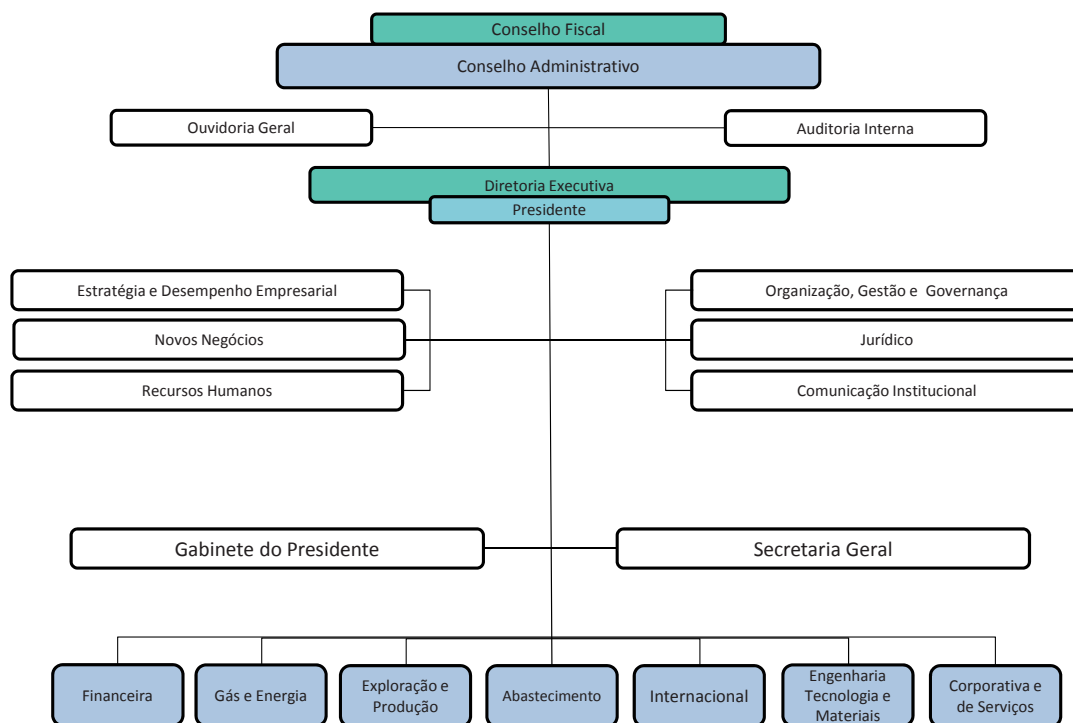 Conselho Fiscal
Conselho Administrativo
Ouvidoria Geral
Auditoria Interna
Diretoria Executiva
Presidente
Estratégia e Desempenho Empresarial
Organização, Gestão e Governança
Novos Negócios
Jurídico
Recursos Humanos
Comunicação Institucional
Gabinete do Presidente
Secretaria Geral
Financeira
Gás e Energia
Exploração e
Produção
Abastecimento
Internacional
Engenharia
Tecnologia e
Materiais
Corporativa e
de Serviços